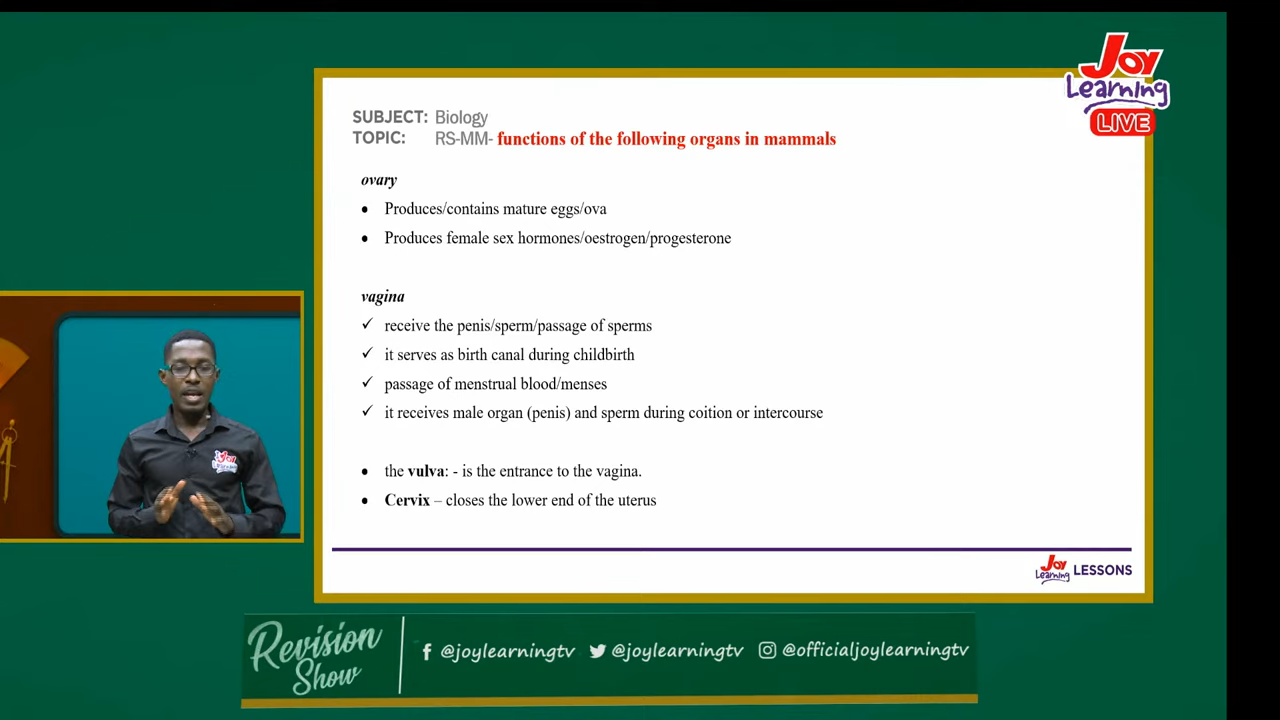 Joy
Learning
LIVE
SUBJECT: Biology
TOPIC: RS-MM- functions of the following organs in mammals
ovary
• Produces/contains mature eggs/ova
• Produces female sex hormones/oestrogen/progesterone
vagina
✓ receive the penis/sperm/passage of sperms
✓ it serves as birth canal during childbirth
✓ passage of menstrual blood/menses
✓ it receives male organ (penis) and sperm during coition or intercourse
• the vulva: - is the entrance to the vagina.
• Cervix – closes the lower end of the uterus
Joy Learning LESSONS
Revision Show
@joylearningtv @joylearningtv @officialjoylearningtv